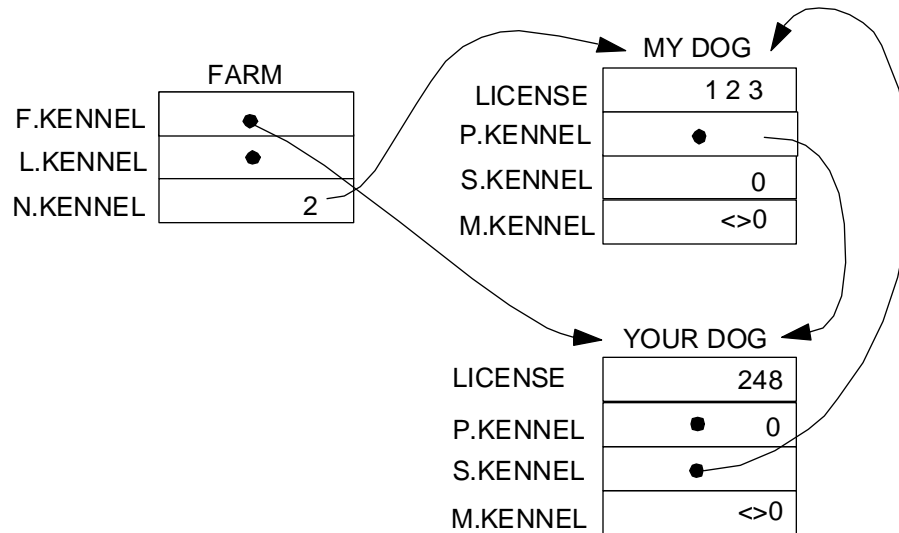 FARM
F.KENNEL
L.KENNEL
N.KENNEL 2
MY DOG
LICENSE 1 2 3
P.KENNEL
S.KENNEL 0
M.KENNEL <>0
YOUR DOG
LICENSE 248
P.KENNEL 0
S.KENNEL
M.KENNEL <>0